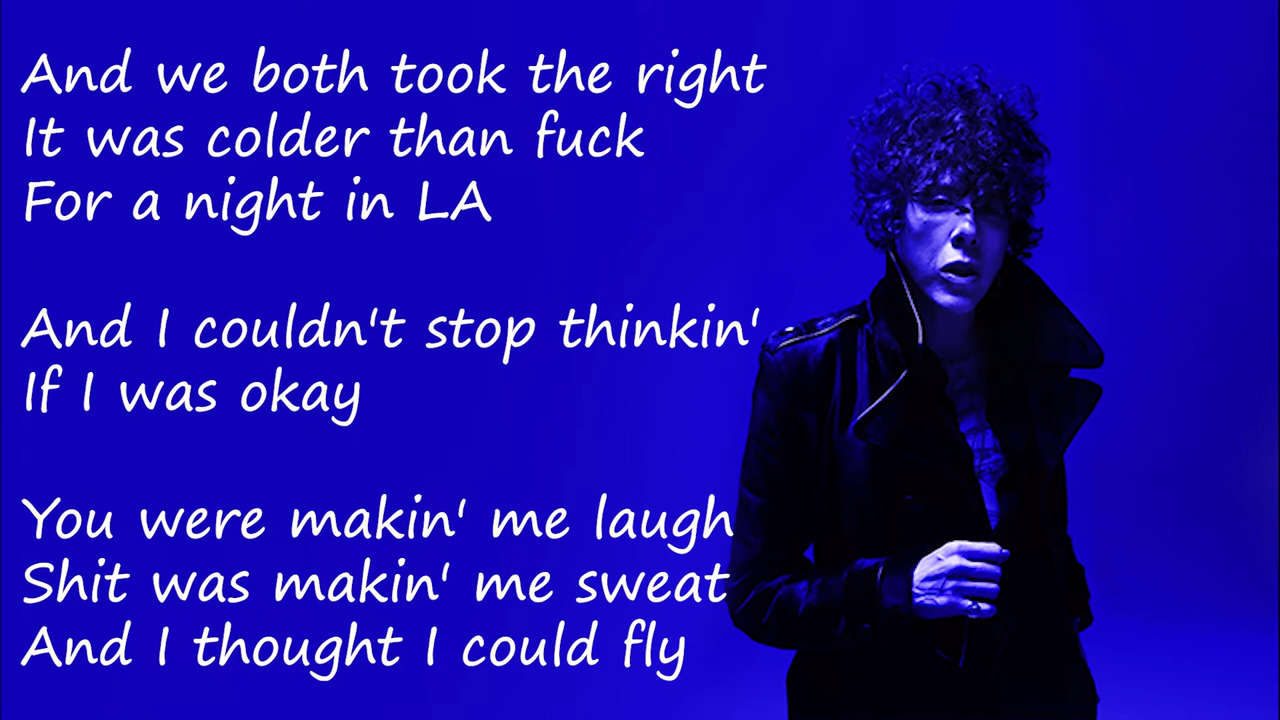 And we both took the right
It was colder than fuck
For a night in LA
And I couldn't stop thinkin'
If I was okay
You were makin' me laugh
Shit was makin' me sweat
And I thought I could fly